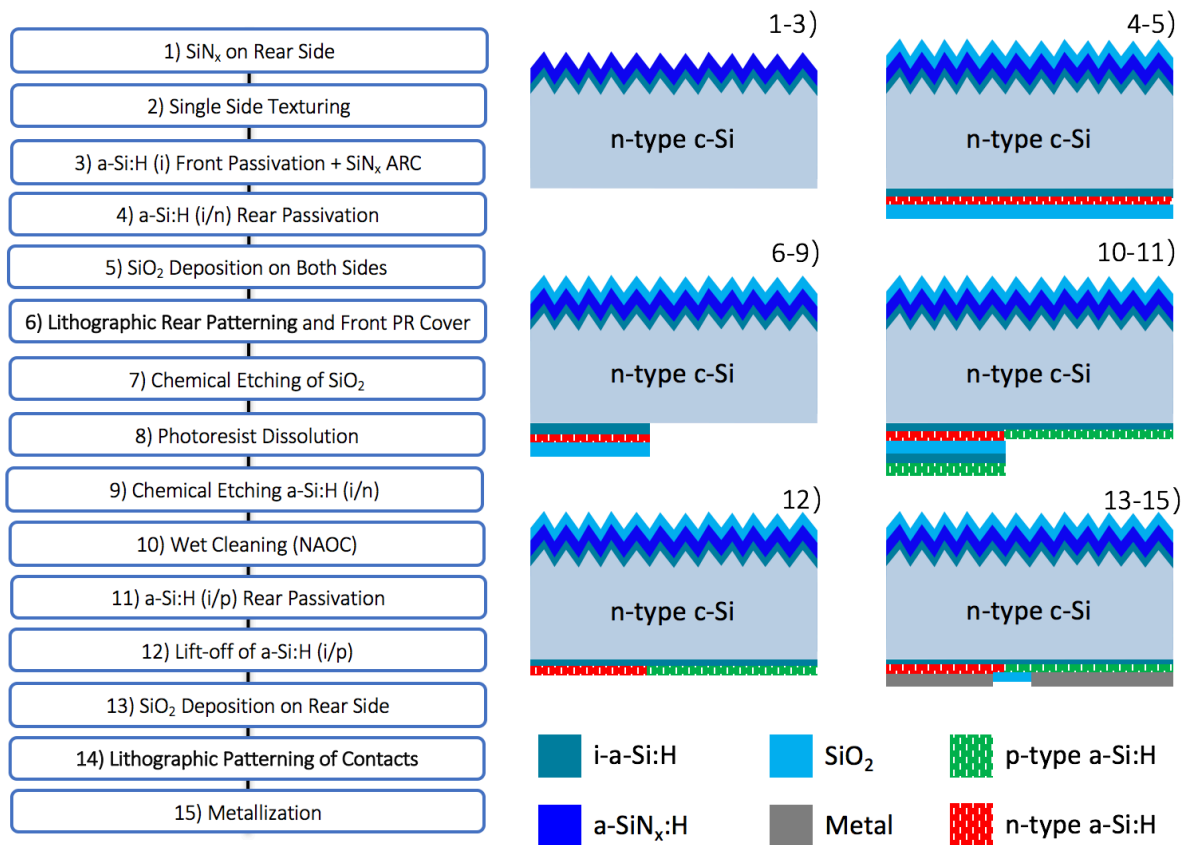 1) SiNₓ on Rear Side
2) Single Side Texturing
3) a-Si:H (i) Front Passivation + SiNₓ ARC
4) a-Si:H (i/n) Rear Passivation
5) SiO₂ Deposition on Both Sides
6) Lithographic Rear Patterning and Front PR Cover
7) Chemical Etching of SiO₂
8) Photoresist Dissolution
9) Chemical Etching a-Si:H (i/n)
10) Wet Cleaning (NAOC)
11) a-Si:H (i/p) Rear Passivation
12) Lift-off of a-Si:H (i/p)
13) SiO₂ Deposition on Rear Side
14) Lithographic Patterning of Contacts
15) Metallization
1-3)
n-type c-Si
4-5)
n-type c-Si
6-9)
n-type c-Si
10-11)
n-type c-Si
12)
n-type c-Si
13-15)
n-type c-Si
i-a-Si:H
SiO₂
p-type a-Si:H
a-SiNₓ:H
Metal
n-type a-Si:H